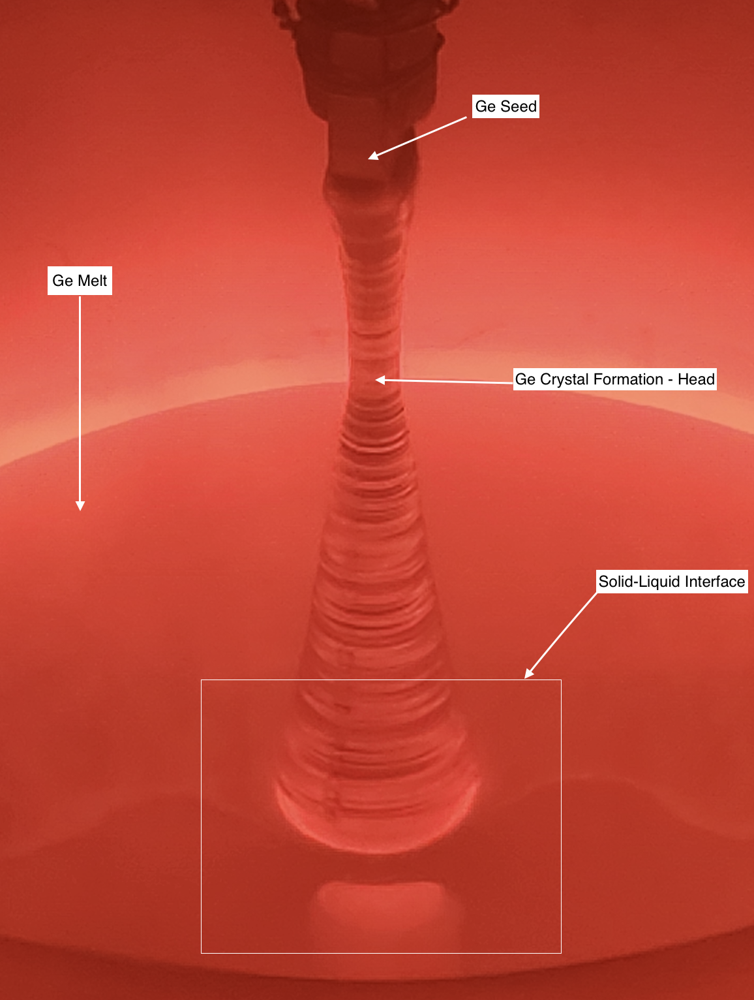 Ge Seed
Ge Melt
Ge Crystal Formation - Head
Solid-Liquid Interface